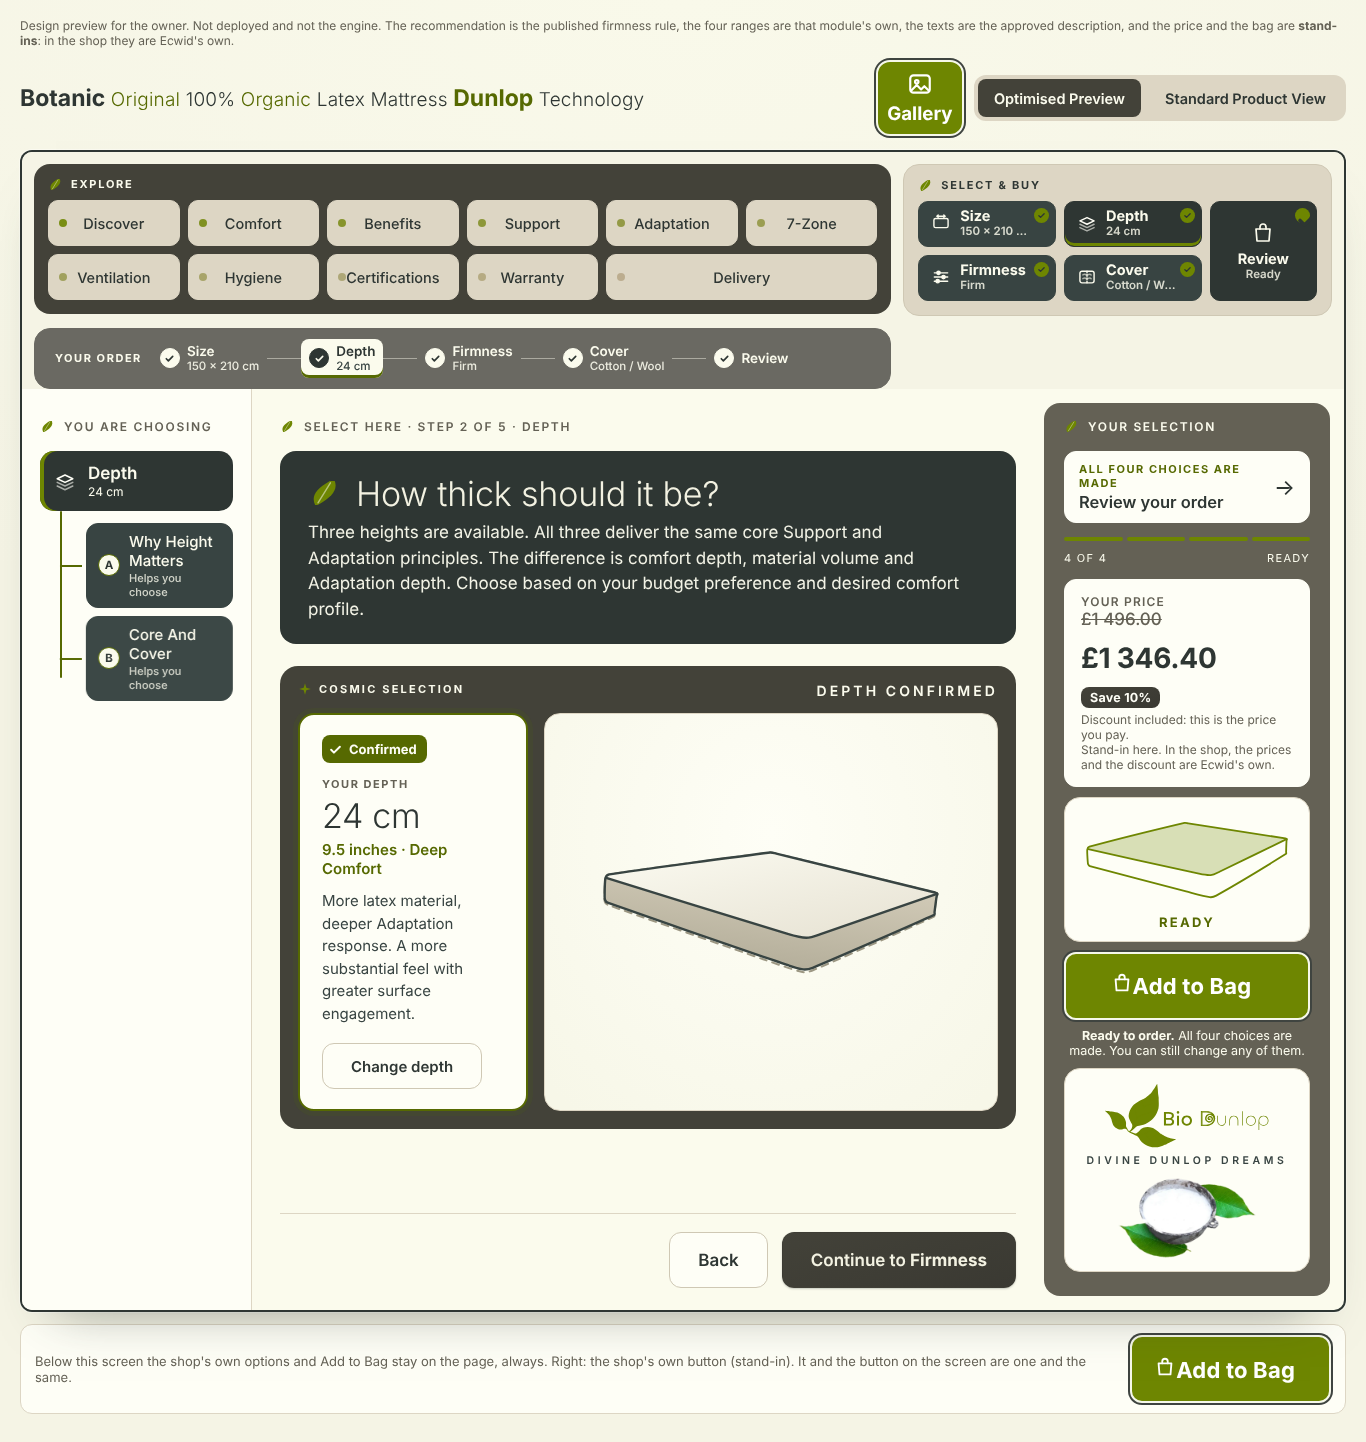 Design preview for the owner. Not deployed and not the engine. The recommendation is the published firmness rule, the four ranges are that module's own, the texts are the approved description, and the price and the bag are stand-
ins: in the shop they are Ecwid's own.
Botanic Original 100% Organic Latex Mattress Dunlop Technology
Gallery
Optimised Preview
Standard Product View
EXPLORE
Discover
Comfort
Benefits
Support
Adaptation
7-Zone
Ventilation
Hygiene
Certifications
Warranty
Delivery
SELECT & BUY
Size
150 × 210 ...
Depth
24 cm
Firmness
Firm
Cover
Cotton / W...
Review
Ready
YOUR ORDER
Size
150 × 210 cm
Depth
24 cm
Firmness
Firm
Cover
Cotton / Wool
Review
YOU ARE CHOOSING
Depth
24 cm
A
Why Height
Matters
Helps you
choose
B
Core And
Cover
Helps you
choose
SELECT HERE · STEP 2 OF 5 · DEPTH
How thick should it be?
Three heights are available. All three deliver the same core Support and
Adaptation principles. The difference is comfort depth, material volume and
Adaptation depth. Choose based on your budget preference and desired comfort
profile.
COSMIC SELECTION
DEPTH CONFIRMED
Confirmed
YOUR DEPTH
24 cm
9.5 inches · Deep
Comfort
More latex material,
deeper Adaptation
response. A more
substantial feel with
greater surface
engagement.
Change depth
Back
Continue to Firmness
YOUR SELECTION
ALL FOUR CHOICES ARE
MADE
Review your order
4 OF 4
READY
YOUR PRICE
£1 496.00
£1 346.40
Save 10%
Discount included: this is the price
you pay.
Stand-in here. In the shop, the prices
and the discount are Ecwid's own.
READY
Add to Bag
Ready to order. All four choices are
made. You can still change any of them.
Bio Dunlop
DIVINE DUNLOP DREAMS
Below this screen the shop's own options and Add to Bag stay on the page, always. Right: the shop's own button (stand-in). It and the button on the screen are one and the
same.
Add to Bag